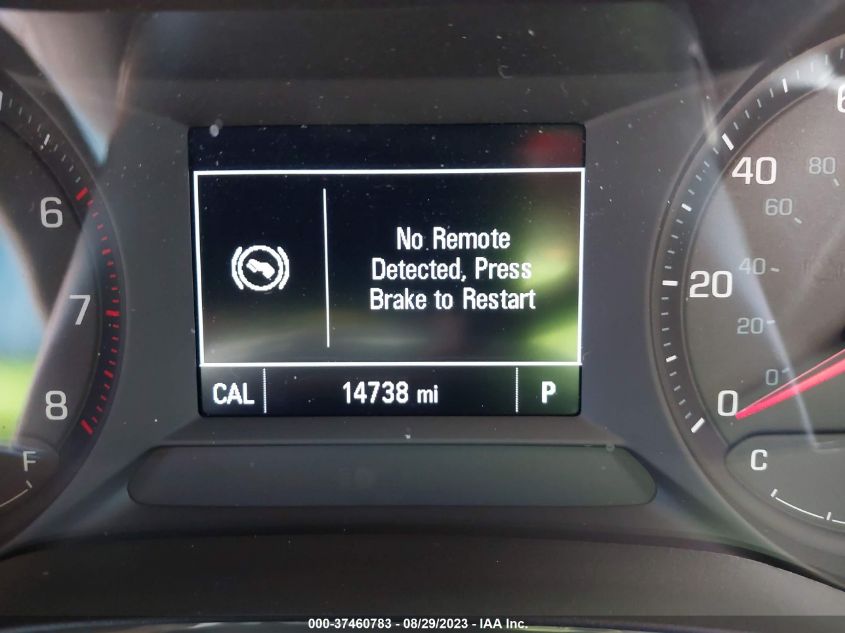 No Remote
Detected, Press
Brake to Restart
CAL 14738 mi P
6
7
8
F
40
20
0
80
60
40
20
0
C
000-37460783 - 08/29/2023 - IAA Inc.